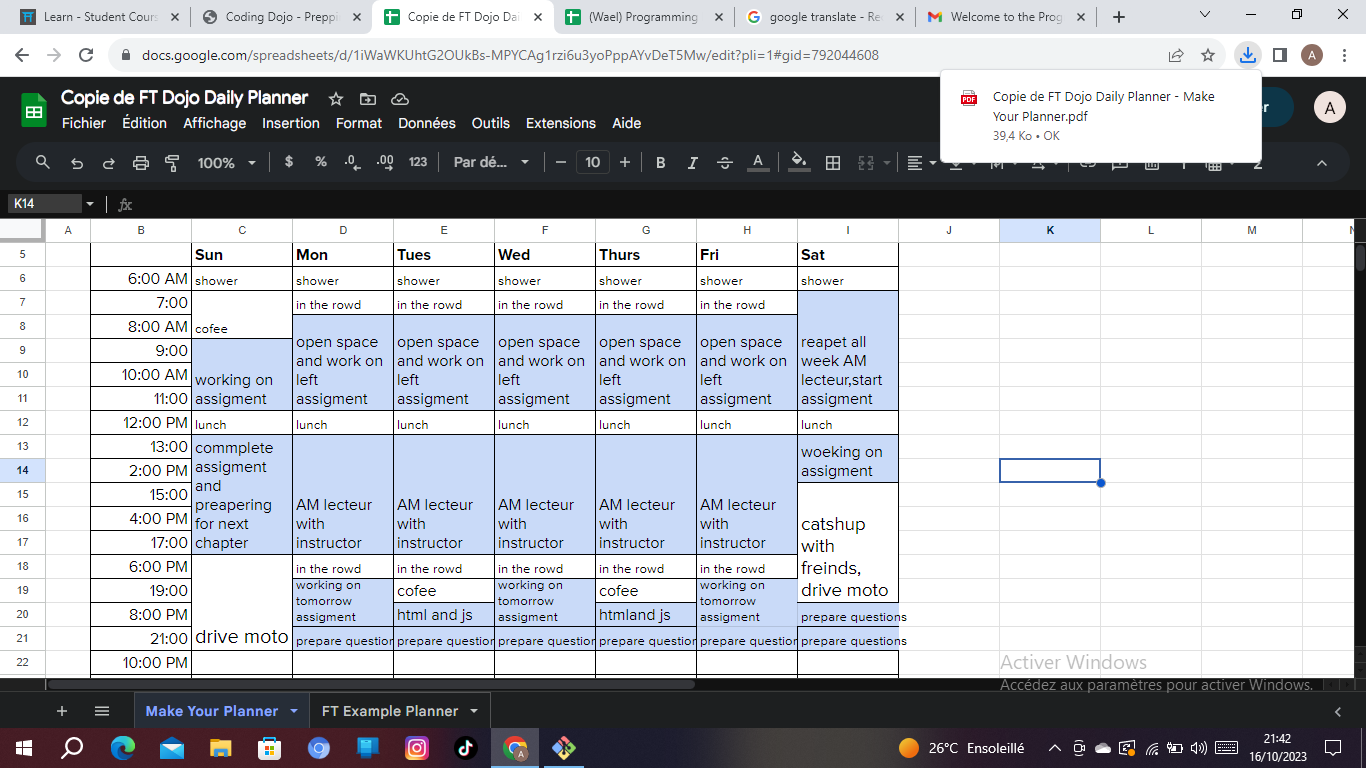 Learn - Student Cours
Coding Dojo - Preppi
Copie de FT Dojo Dai
(Wael) Programming
google translate - Re
Welcome to the Prog
docs.google.com/spreadsheets/d/1iWaWKUhtG2OUkBs-MPYCAg1rzi6u3yoPppAYvDeT5Mw/edit?pli=1#gid=792044608
A
Copie de FT Dojo Daily Planner
Fichier Édition Affichage Insertion Format Données Outils Extensions Aide
PDF
Copie de FT Dojo Daily Planner - Make
Your Planner.pdf
39,4 Ko • OK
er
A
100% $ % .0 .00 123 Par dé... − 10 + B I S A
K14 fx
A B C D E F G H I J K L M N
5 Sun Mon Tues Wed Thurs Fri Sat
6 6:00 AM shower shower shower shower shower shower shower
7 7:00 in the rowd in the rowd in the rowd in the rowd in the rowd
8 8:00 AM cofee
9 9:00 open space open space open space open space open space reapet all
and work on and work on and work on and work on and work on week AM
10 10:00 AM working on left left left left left lecteur,start
11 11:00 assigment assigment assigment assigment assigment assigment assigment
12 12:00 PM lunch lunch lunch lunch lunch lunch lunch
13 13:00 commplete woeking on
14 2:00 PM assigment assigment
and
15 15:00 preapering AM lecteur AM lecteur AM lecteur AM lecteur AM lecteur
16 4:00 PM for next with with with with with catshup
17 17:00 chapter instructor instructor instructor instructor instructor with
18 6:00 PM in the rowd in the rowd in the rowd in the rowd in the rowd freinds,
19 19:00 working on cofee working on cofee working on drive moto
tomorrow tomorrow tomorrow
20 8:00 PM assigment html and js assigment htmland js assigment prepare questions
21 21:00 drive moto prepare question prepare question prepare question prepare question prepare question prepare questions
22 10:00 PM
Activer Windows
Accédez aux paramètres pour activer Windows.
+ Make Your Planner FT Example Planner
A
26°C Ensoleillé
21:42
16/10/2023